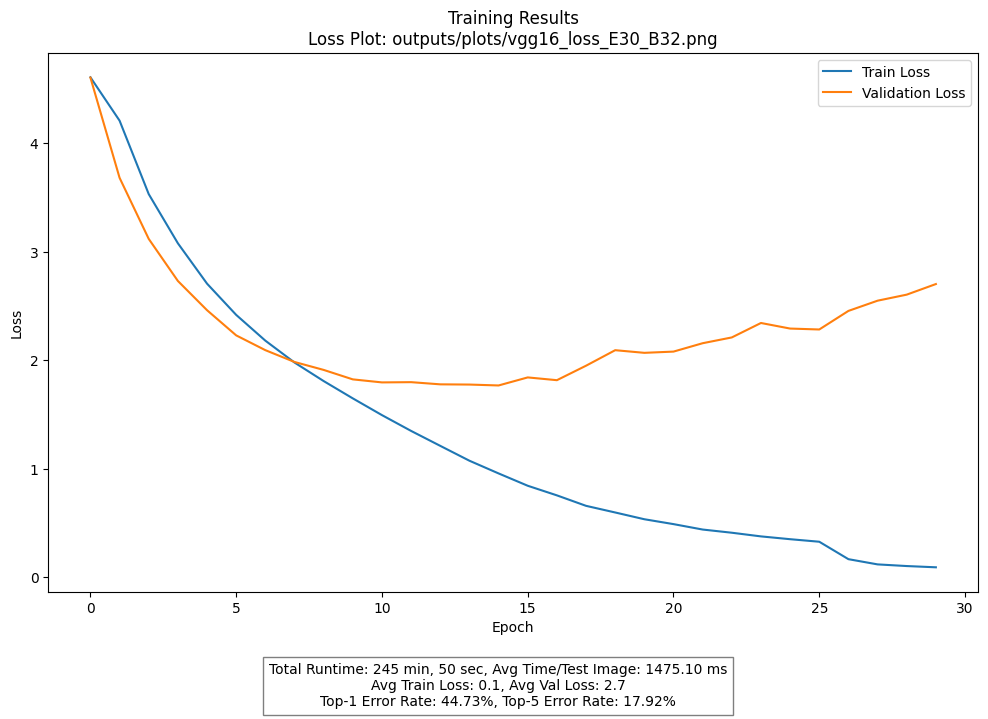 Training Results
Loss Plot: outputs/plots/vgg16_loss_E30_B32.png
Train Loss
Validation Loss
4
3
2
1
0
Loss
0 5 10 15 20 25 30
Epoch
Total Runtime: 245 min, 50 sec, Avg Time/Test Image: 1475.10 ms
Avg Train Loss: 0.1, Avg Val Loss: 2.7
Top-1 Error Rate: 44.73%, Top-5 Error Rate: 17.92%